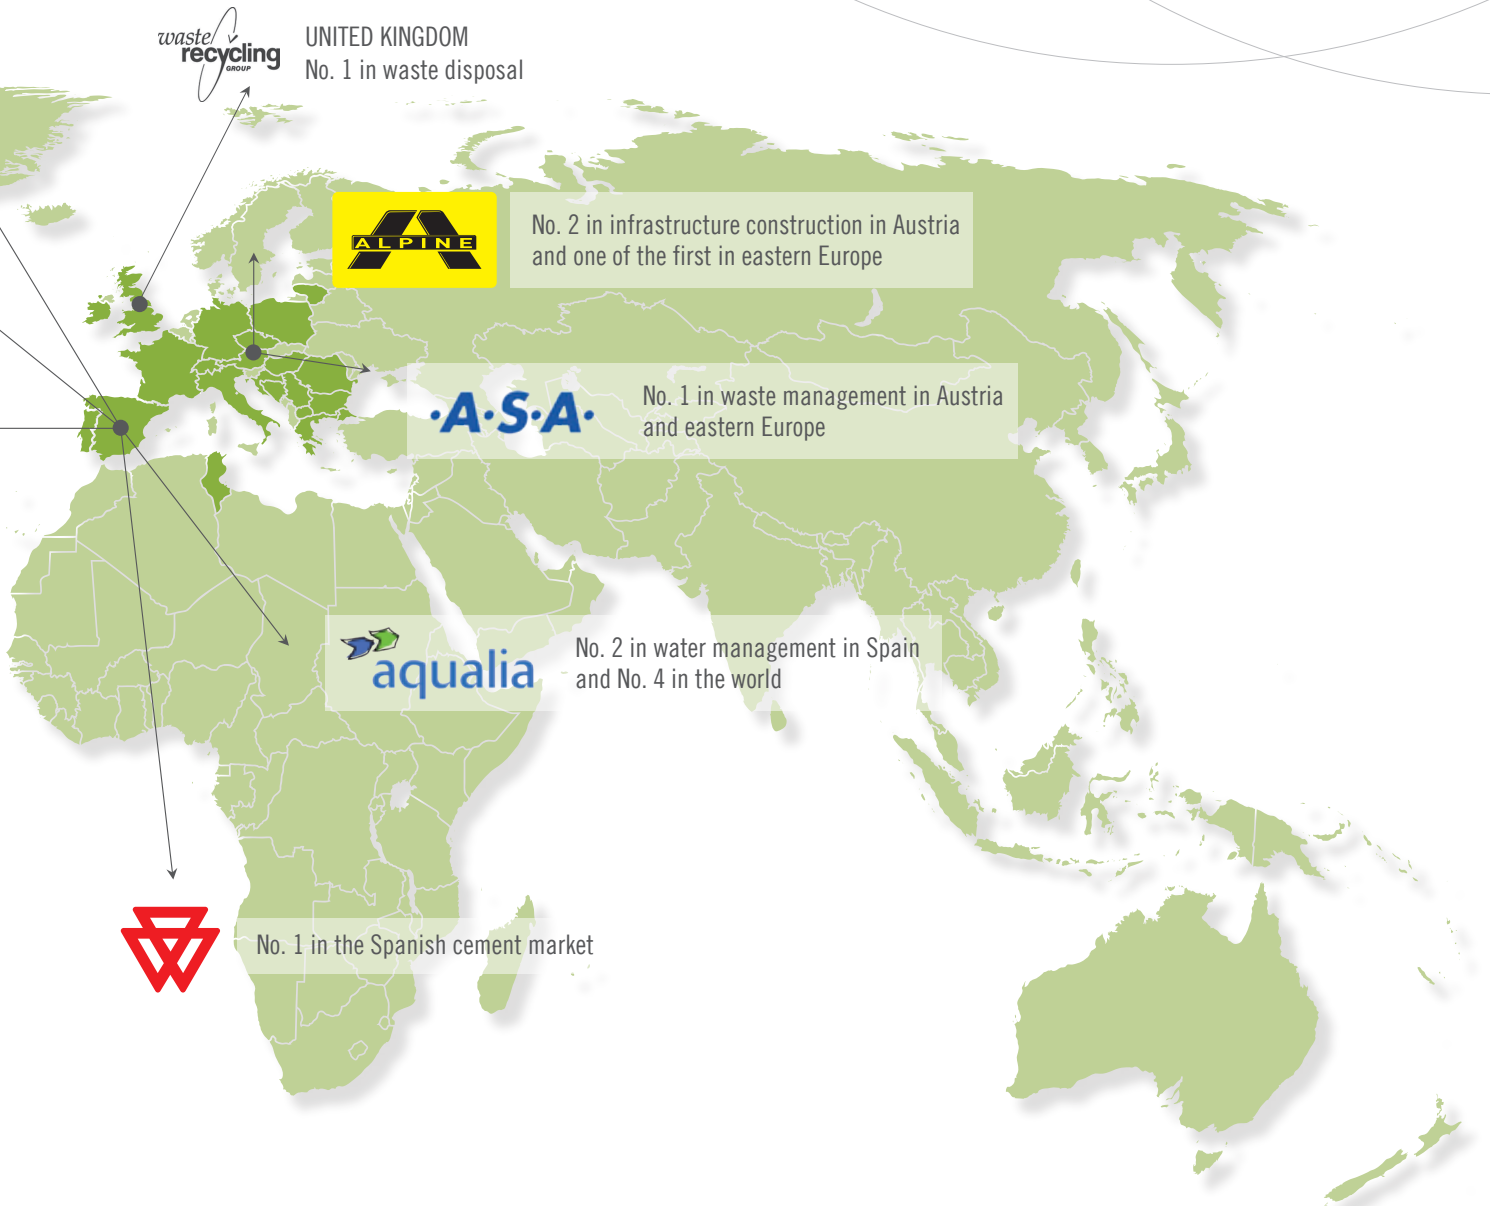 waste
recycling
GROUP
UNITED KINGDOM
No. 1 in waste disposal
ALPINE
No. 2 in infrastructure construction in Austria
and one of the first in eastern Europe
·A·S·A·
No. 1 in waste management in Austria
and eastern Europe
aqualia
No. 2 in water management in Spain
and No. 4 in the world
No. 1 in the Spanish cement market